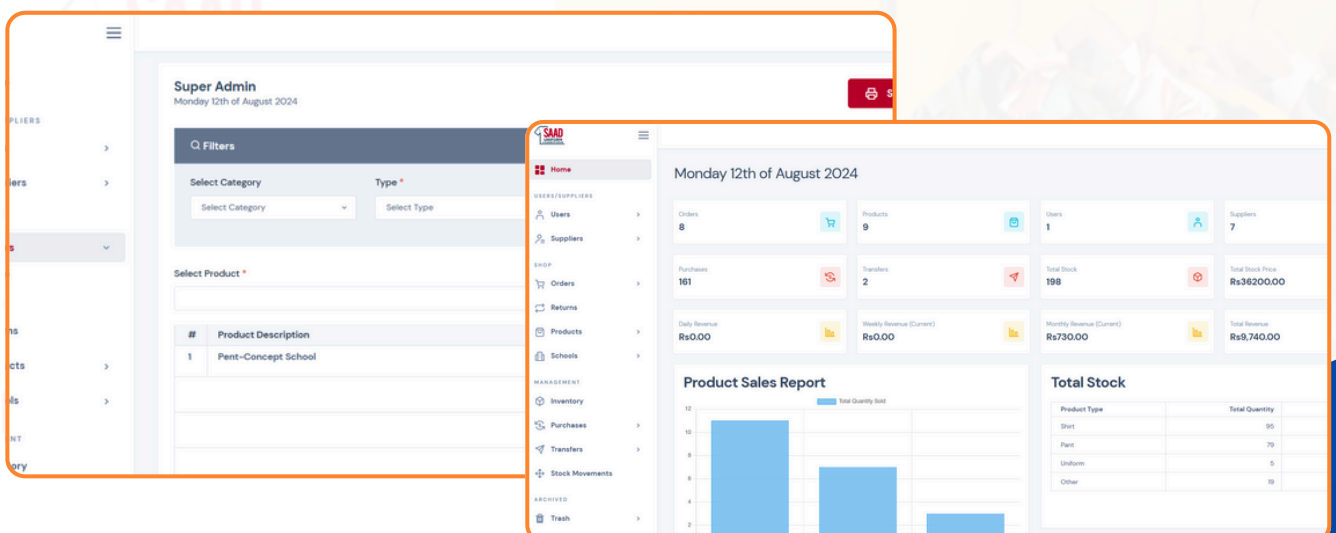 SAAD
Super Admin
Monday 12th of August 2024
S
PLIERS
iers
s
ns
cts
ls
NT
ory
Filters
Select Category
Type *
Select Category
Select Type
Select Product *
# Product Description
1 Pent-Concept School
SAAD
Home
USERS/SUPPLIERS
Users
Suppliers
SHOP
Orders
Returns
Products
Schools
MANAGEMENT
Inventory
Purchases
Transfers
Stock Movements
ARCHIVED
Trash
Monday 12th of August 2024
Orders
8
Products
9
Users
1
Suppliers
7
Purchases
161
Transfers
2
Total Stock
198
Total Stock Price
Rs36200.00
Daily Revenue
Rs0.00
Weekly Revenue (Current)
Rs0.00
Monthly Revenue (Current)
Rs730.00
Total Revenue
Rs9,740.00
Product Sales Report
Total Quantity Sold
12
10
8
6
4
2
Total Stock
Product Type Total Quantity
Shirt 95
Pant 79
Uniform 5
Other 19